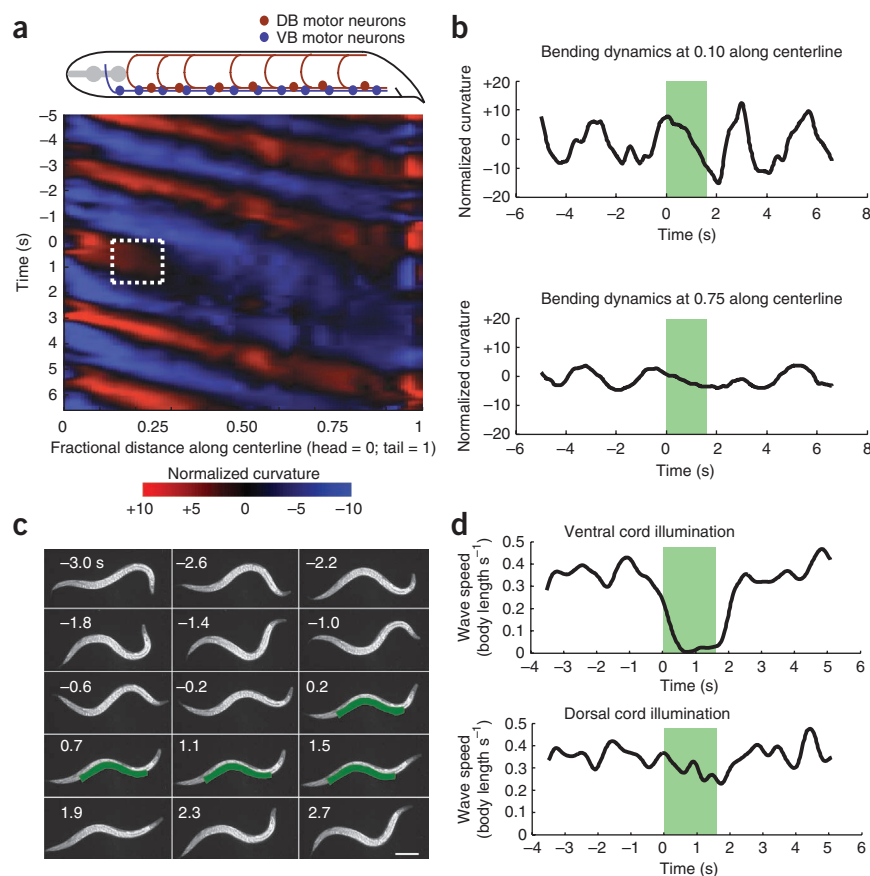 a
DB motor neurons
VB motor neurons
–5
–4
–3
–2
–1
0
1
2
3
4
5
6
Time (s)
0 0.25 0.50 0.75 1
Fractional distance along centerline (head = 0; tail = 1)
Normalized curvature
+10 +5 0 –5 –10
b
Bending dynamics at 0.10 along centerline
+20
+10
0
–10
–20
Normalized curvature
–6 –4 –2 0 2 4 6 8
Time (s)
Bending dynamics at 0.75 along centerline
+20
+10
0
–10
–20
Normalized curvature
–6 –4 –2 0 2 4 6 8
Time (s)
c
–3.0 s –2.6 –2.2
–1.8 –1.4 –1.0
–0.6 –0.2 0.2
0.7 1.1 1.5
1.9 2.3 2.7
d
Ventral cord illumination
0.5
0.4
0.3
0.2
0.1
0
Wave speed
(body length s⁻¹)
–4 –3 –2 –1 0 1 2 3 4 5 6
Time (s)
Dorsal cord illumination
0.5
0.4
0.3
0.2
0.1
0
Wave speed
(body length s⁻¹)
–4 –3 –2 –1 0 1 2 3 4 5 6
Time (s)